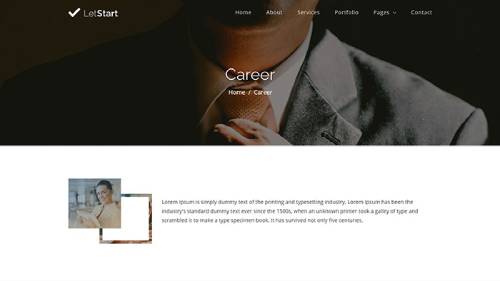 LetStart
Home About Services Portfolio Pages Contact
Career
Home / Career
Lorem Ipsum is simply dummy text of the printing and typesetting industry. Lorem Ipsum has been the
industry's standard dummy text ever since the 1500s, when an unknown printer took a galley of type and
scrambled it to make a type specimen book. It has survived not only five centuries.